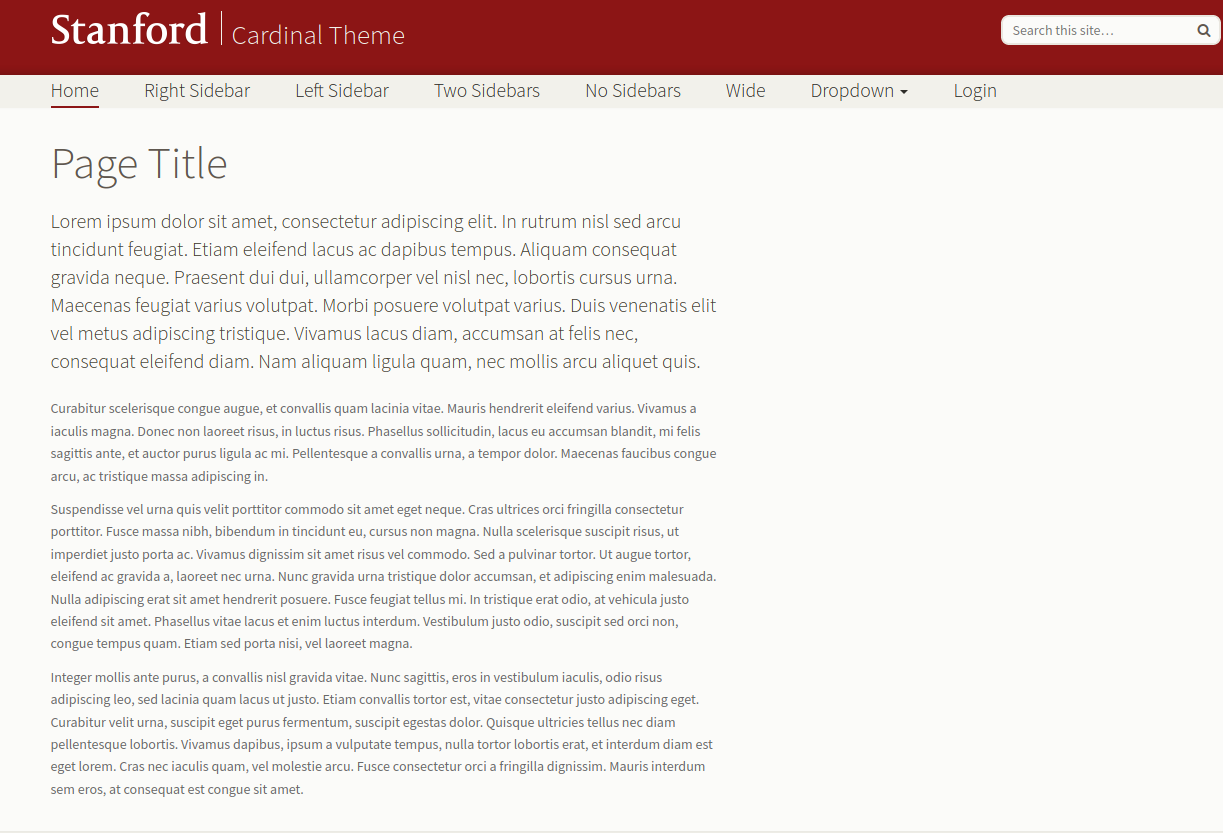 Stanford | Cardinal Theme
Search this site…
Home Right Sidebar Left Sidebar Two Sidebars No Sidebars Wide Dropdown Login
Page Title
Lorem ipsum dolor sit amet, consectetur adipiscing elit. In rutrum nisl sed arcu
tincidunt feugiat. Etiam eleifend lacus ac dapibus tempus. Aliquam consequat
gravida neque. Praesent dui dui, ullamcorper vel nisl nec, lobortis cursus urna.
Maecenas feugiat varius volutpat. Morbi posuere volutpat varius. Duis venenatis elit
vel metus adipiscing tristique. Vivamus lacus diam, accumsan at felis nec,
consequat eleifend diam. Nam aliquam ligula quam, nec mollis arcu aliquet quis.
Curabitur scelerisque congue augue, et convallis quam lacinia vitae. Mauris hendrerit eleifend varius. Vivamus a
iaculis magna. Donec non laoreet risus, in luctus risus. Phasellus sollicitudin, lacus eu accumsan blandit, mi felis
sagittis ante, et auctor purus ligula ac mi. Pellentesque a convallis urna, a tempor dolor. Maecenas faucibus congue
arcu, ac tristique massa adipiscing in.
Suspendisse vel urna quis velit porttitor commodo sit amet eget neque. Cras ultrices orci fringilla consectetur
porttitor. Fusce massa nibh, bibendum in tincidunt eu, cursus non magna. Nulla scelerisque suscipit risus, ut
imperdiet justo porta ac. Vivamus dignissim sit amet risus vel commodo. Sed a pulvinar tortor. Ut augue tortor,
eleifend ac gravida a, laoreet nec urna. Nunc gravida urna tristique dolor accumsan, et adipiscing enim malesuada.
Nulla adipiscing erat sit amet hendrerit posuere. Fusce feugiat tellus mi. In tristique erat odio, at vehicula justo
eleifend sit amet. Phasellus vitae lacus et enim luctus interdum. Vestibulum justo odio, suscipit sed orci non,
congue tempus quam. Etiam sed porta nisi, vel laoreet magna.
Integer mollis ante purus, a convallis nisl gravida vitae. Nunc sagittis, eros in vestibulum iaculis, odio risus
adipiscing leo, sed lacinia quam lacus ut justo. Etiam convallis tortor est, vitae consectetur justo adipiscing eget.
Curabitur velit urna, suscipit eget purus fermentum, suscipit egestas dolor. Quisque ultricies tellus nec diam
pellentesque lobortis. Vivamus dapibus, ipsum a vulputate tempus, nulla tortor lobortis erat, et interdum diam est
eget lorem. Cras nec iaculis quam, vel molestie arcu. Fusce consectetur orci a fringilla dignissim. Mauris interdum
sem eros, at consequat est congue sit amet.